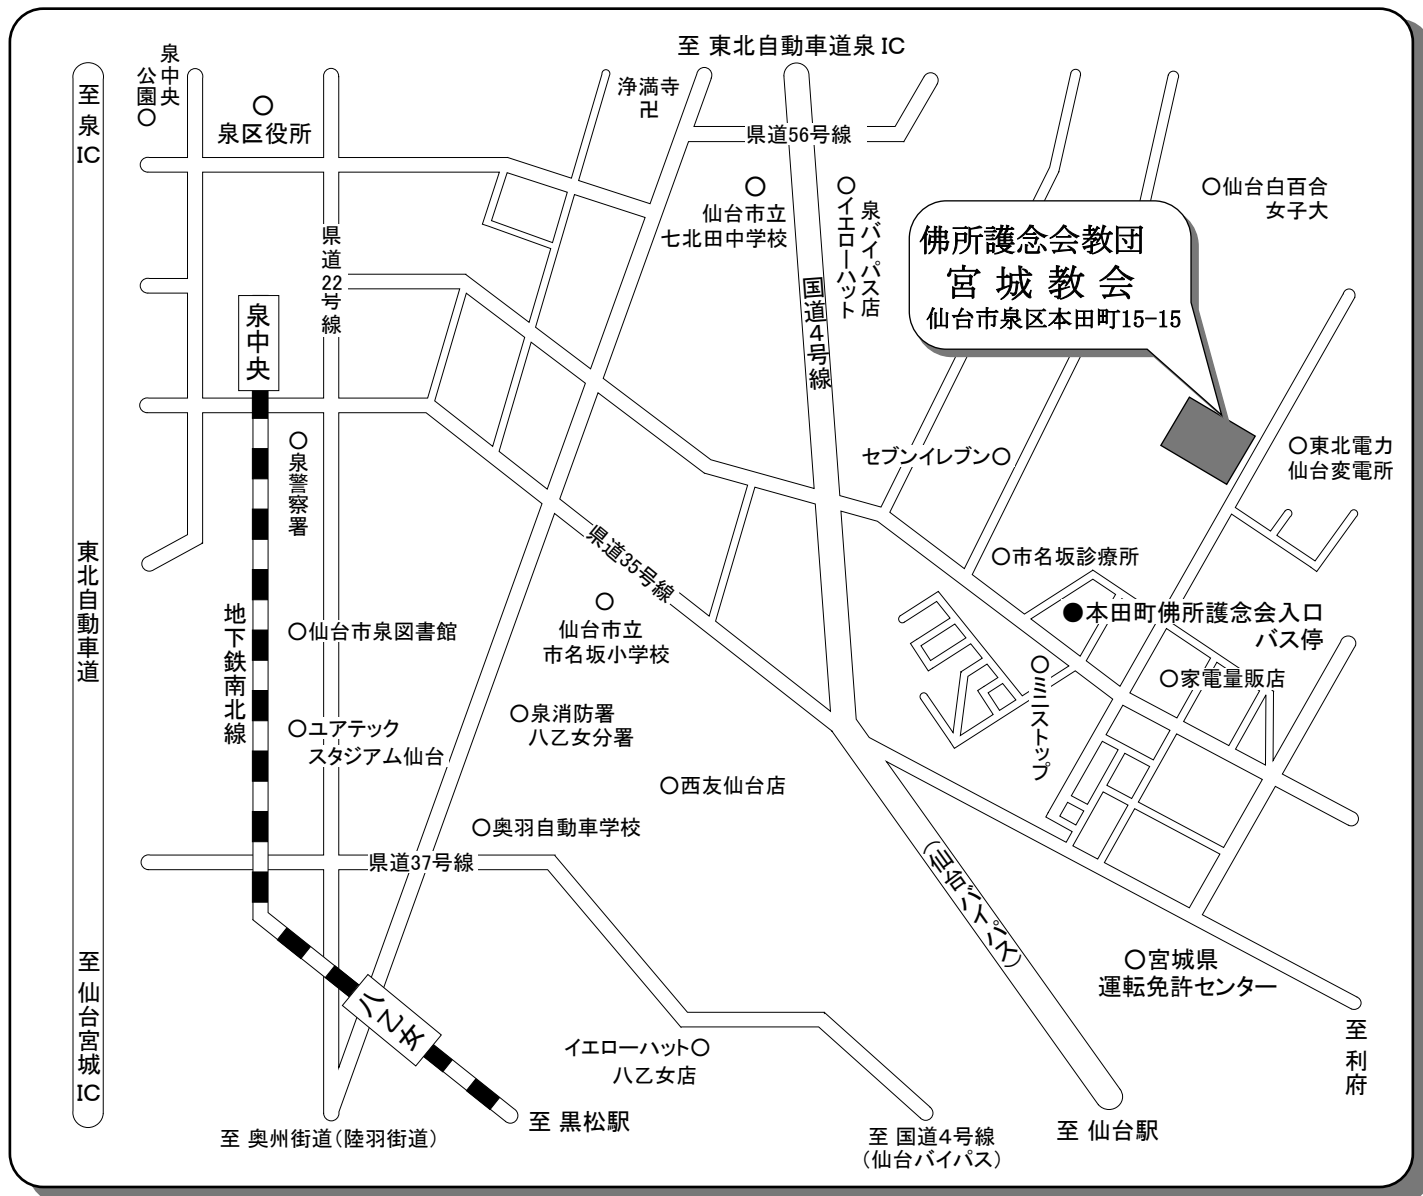 至 東北自動車道泉 IC
至 泉 IC
泉中央
公園
泉区役所
浄満寺
卍
県道56号線
仙台市立
七北田中学校
泉バイパス店
イエローハット
仙台白百合
女子大
佛所護念会教団
宮城教会
仙台市泉区本田町15-15
県道22号線
国道4号線
泉中央
セブンイレブン
東北電力
仙台変電所
泉警察署
県道35号線
市名坂診療所
東北自動車道
地下鉄南北線
仙台市泉図書館
仙台市立
市名坂小学校
●本田町佛所護念会入口
バス停
ミニストップ
家電量販店
泉消防署
八乙女分署
ユアテック
スタジアム仙台
西友仙台店
奥羽自動車学校
県道37号線
(仙台バイパス)
宮城県
運転免許センター
至 仙台宮城 IC
八乙女
イエローハット
八乙女店
至 利府
至 黒松駅
至 奥州街道(陸羽街道)
至 国道4号線
(仙台バイパス)
至 仙台駅